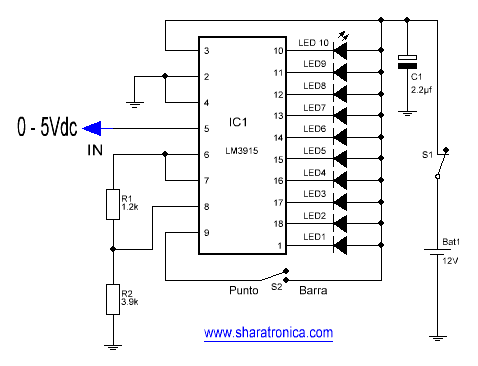 LED 10
3
10
LED9
11
C1
2.2µf
2
LED8
12
4
IC1
LED7
13
0 - 5Vdc
IN
5
LED6
14
LM3915
S1
6
LED5
15
7
LED4
16
R1
1.2k
8
LED3
17
9
LED2
18
LED1
1
Bat1
12V
R2
3.9k
Punto
S2
Barra
www.sharatronica.com